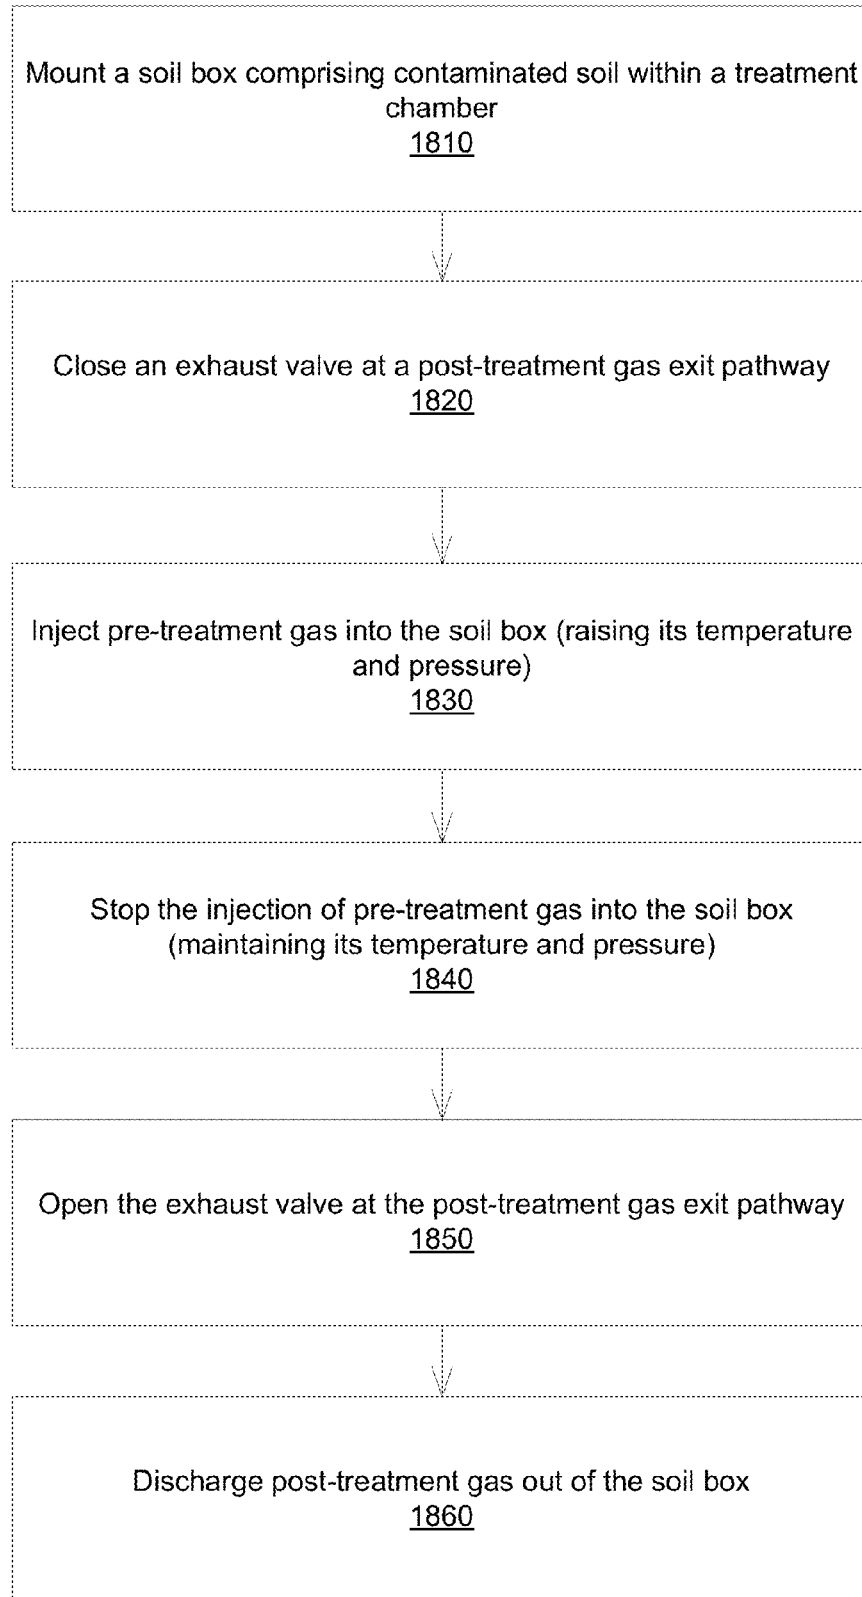 Mount a soil box comprising contaminated soil within a treatment
chamber
1810
Close an exhaust valve at a post-treatment gas exit pathway
1820
Inject pre-treatment gas into the soil box (raising its temperature
and pressure)
1830
Stop the injection of pre-treatment gas into the soil box
(maintaining its temperature and pressure)
1840
Open the exhaust valve at the post-treatment gas exit pathway
1850
Discharge post-treatment gas out of the soil box
1860